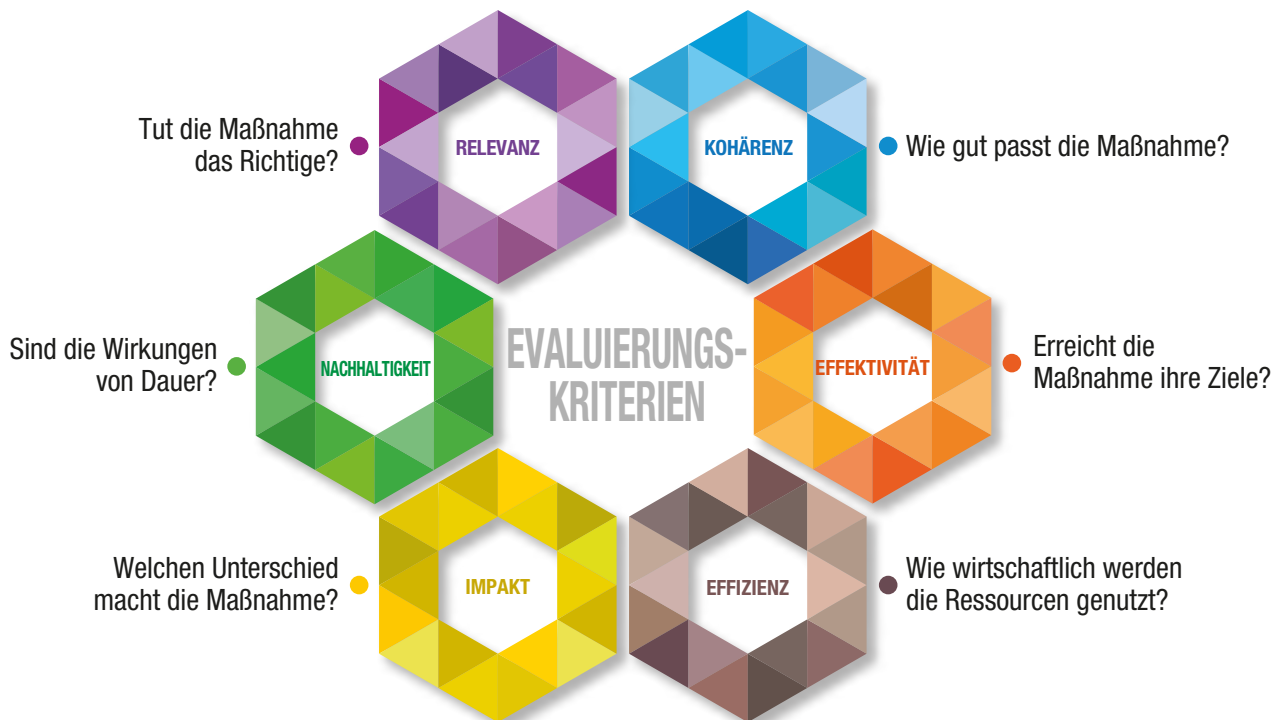 Tut die Maßnahme
das Richtige?
RELEVANZ
KOHÄRENZ
Wie gut passt die Maßnahme?
Sind die Wirkungen
von Dauer?
NACHHALTIGKEIT
EVALUIERUNGS-
KRITERIEN
EFFEKTIVITÄT
Erreicht die
Maßnahme ihre Ziele?
Welchen Unterschied
macht die Maßnahme?
IMPAKT
EFFIZIENZ
Wie wirtschaftlich werden
die Ressourcen genutzt?